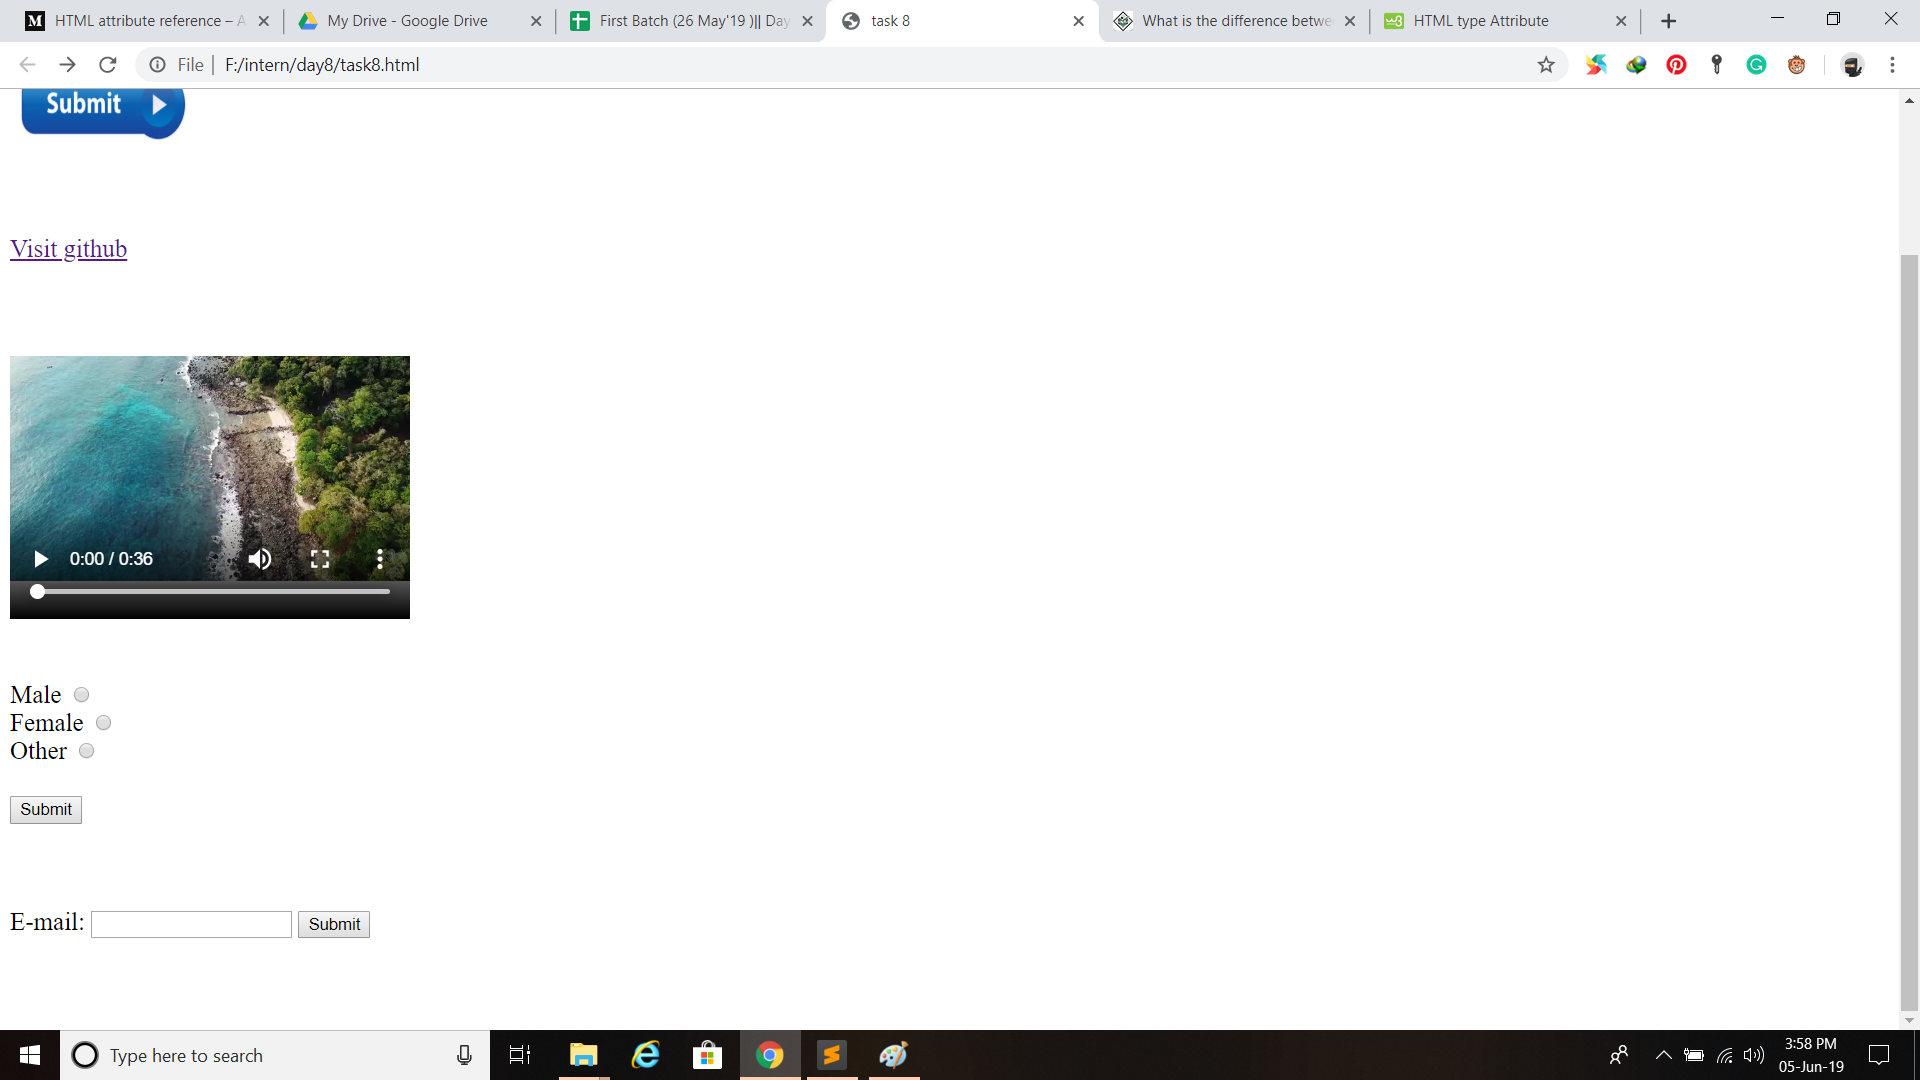 HTML attribute reference – A
My Drive - Google Drive
First Batch (26 May'19 )|| Day
task 8
What is the difference betwe
HTML type Attribute
File
F:/intern/day8/task8.html
Submit
Visit github
0:00 / 0:36
Male
Female
Other
Submit
E-mail:
Submit
Type here to search
3:58 PM
05-Jun-19